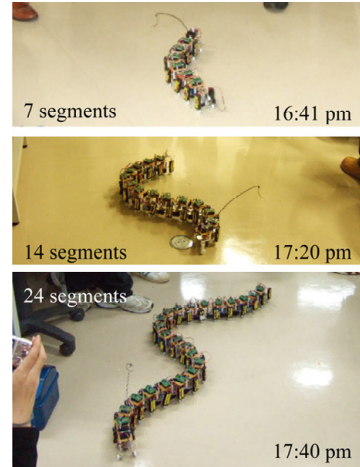 7 segments
16:41 pm
14 segments
17:20 pm
24 segments
17:40 pm